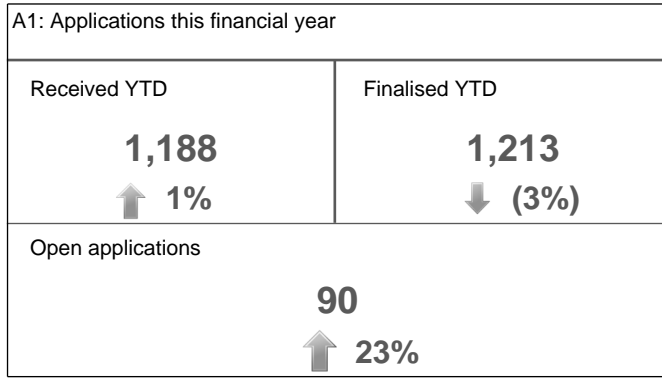 A1: Applications this financial year
Received YTD
1,188
1%
Finalised YTD
1,213
(3%)
Open applications
90
23%